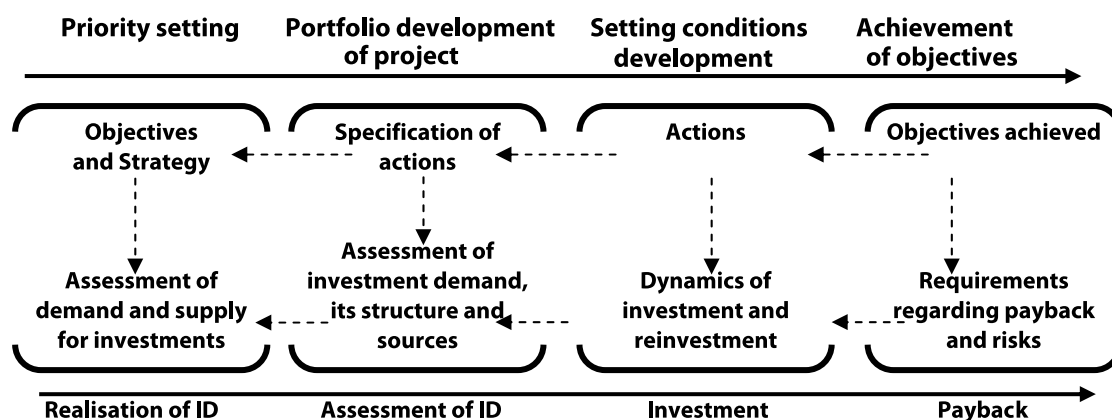 Priority setting
Portfolio development
of project
Setting conditions
development
Achievement
of objectives
Objectives
and Strategy
Specification of
actions
Actions
Objectives achieved
Assessment of
demand and supply
for investments
Assessment of
investment demand,
its structure and
sources
Dynamics of
investment and
reinvestment
Requirements
regarding payback
and risks
Realisation of ID
Assessment of ID
Investment
Payback